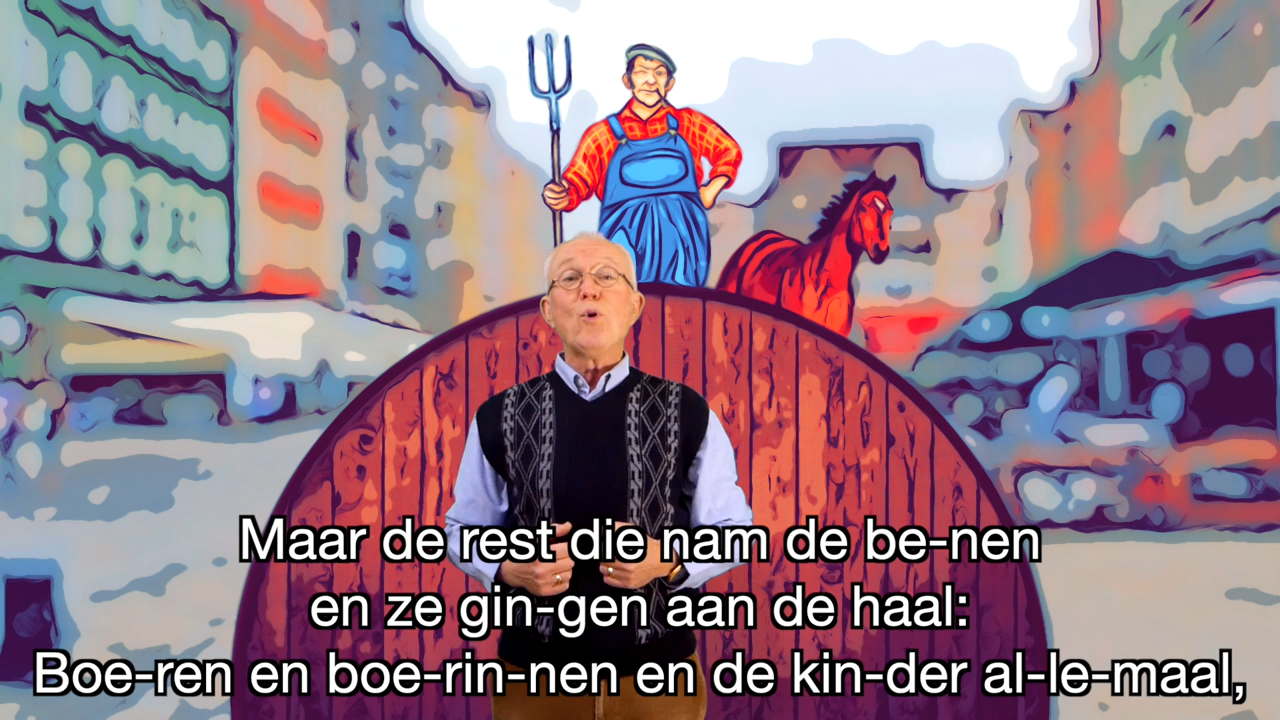 Maar de rest die nam de be-nen
en ze gin-gen aan de haal:
Boe-ren en boe-rin-nen en de kin-der al-le-maal,